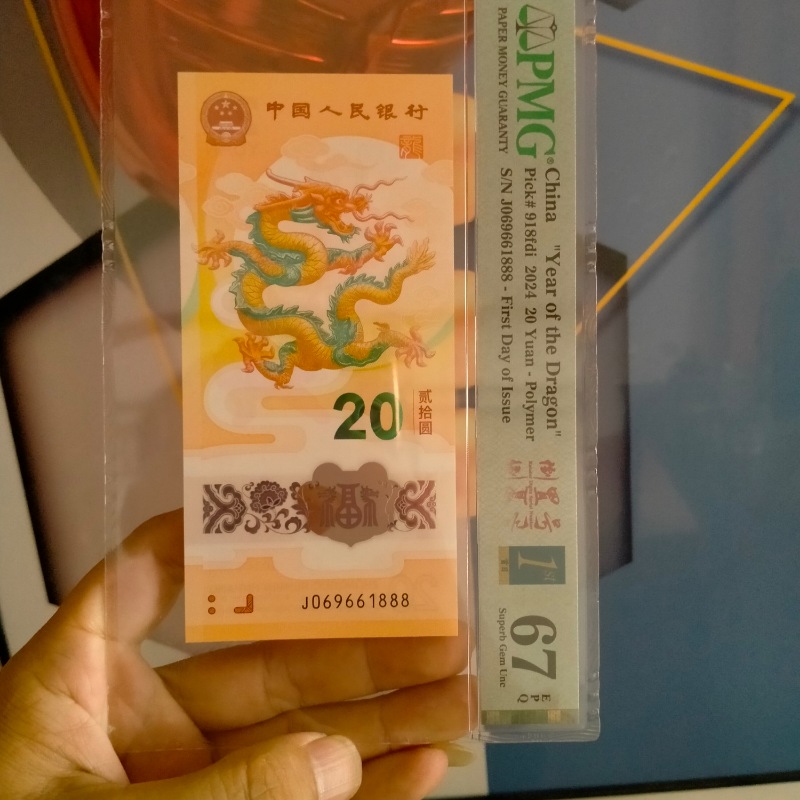 中国人民银行
20
贰拾圆
福
J069661888
PMG®
PAPER MONEY GUARANTY
China "Year of the Dragon"
Pick# 918fdi 2024 20 Yuan - Polymer
S/N J069661888 - First Day of Issue
1st
67 EPQ
Superb Gem Unc